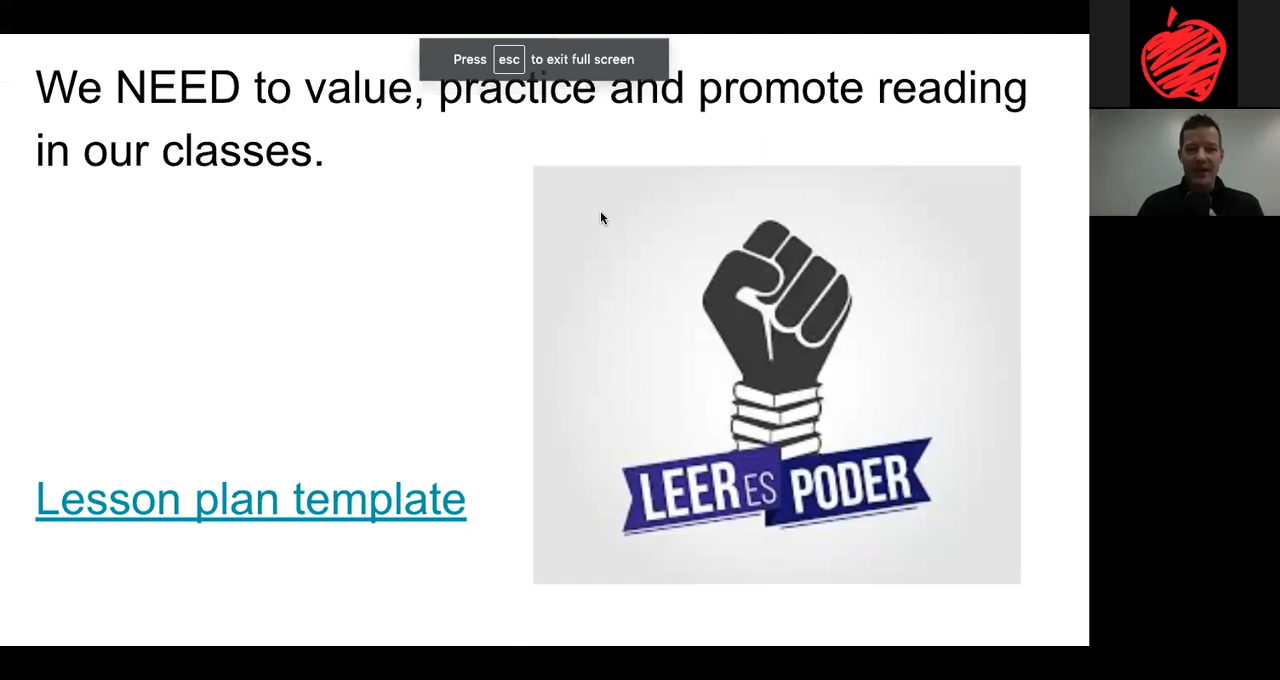 Press esc to exit full screen
We NEED to value, practice and promote reading
in our classes.
LEER ES PODER
Lesson plan template